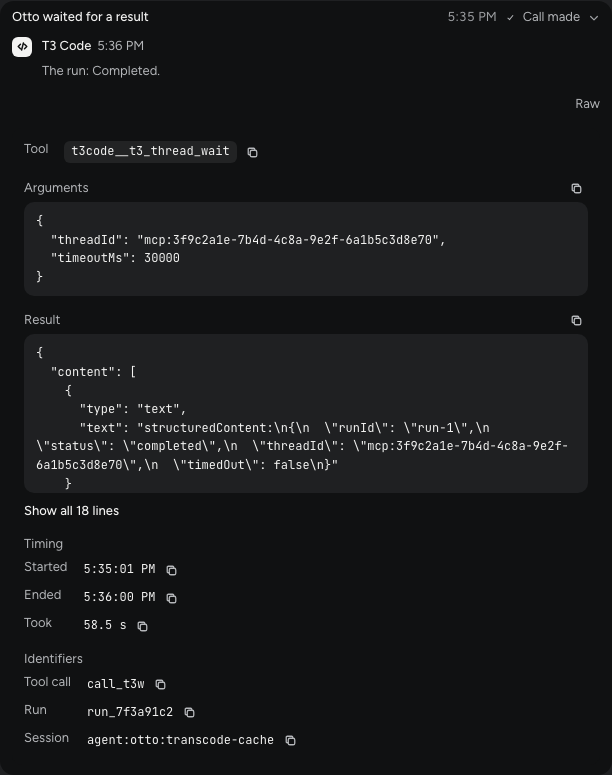 Otto waited for a result 5:35 PM ✓ Call made
T3 Code 5:36 PM
The run: Completed.
Raw
Tool t3code__t3_thread_wait
Arguments
{
  "threadId": "mcp:3f9c2a1e-7b4d-4c8a-9e2f-6a1b5c3d8e70",
  "timeoutMs": 30000
}
Result
{
  "content": [
    {
      "type": "text",
      "text": "structuredContent:\n{\n  \"runId\": \"run-1\",\n
\"status\": \"completed\",\n  \"threadId\": \"mcp:3f9c2a1e-7b4d-4c8a-9e2f-
6a1b5c3d8e70\",\n  \"timedOut\": false\n}"
    }
Show all 18 lines
Timing
Started 5:35:01 PM
Ended 5:36:00 PM
Took 58.5 s
Identifiers
Tool call call_t3w
Run run_7f3a91c2
Session agent:otto:transcode-cache